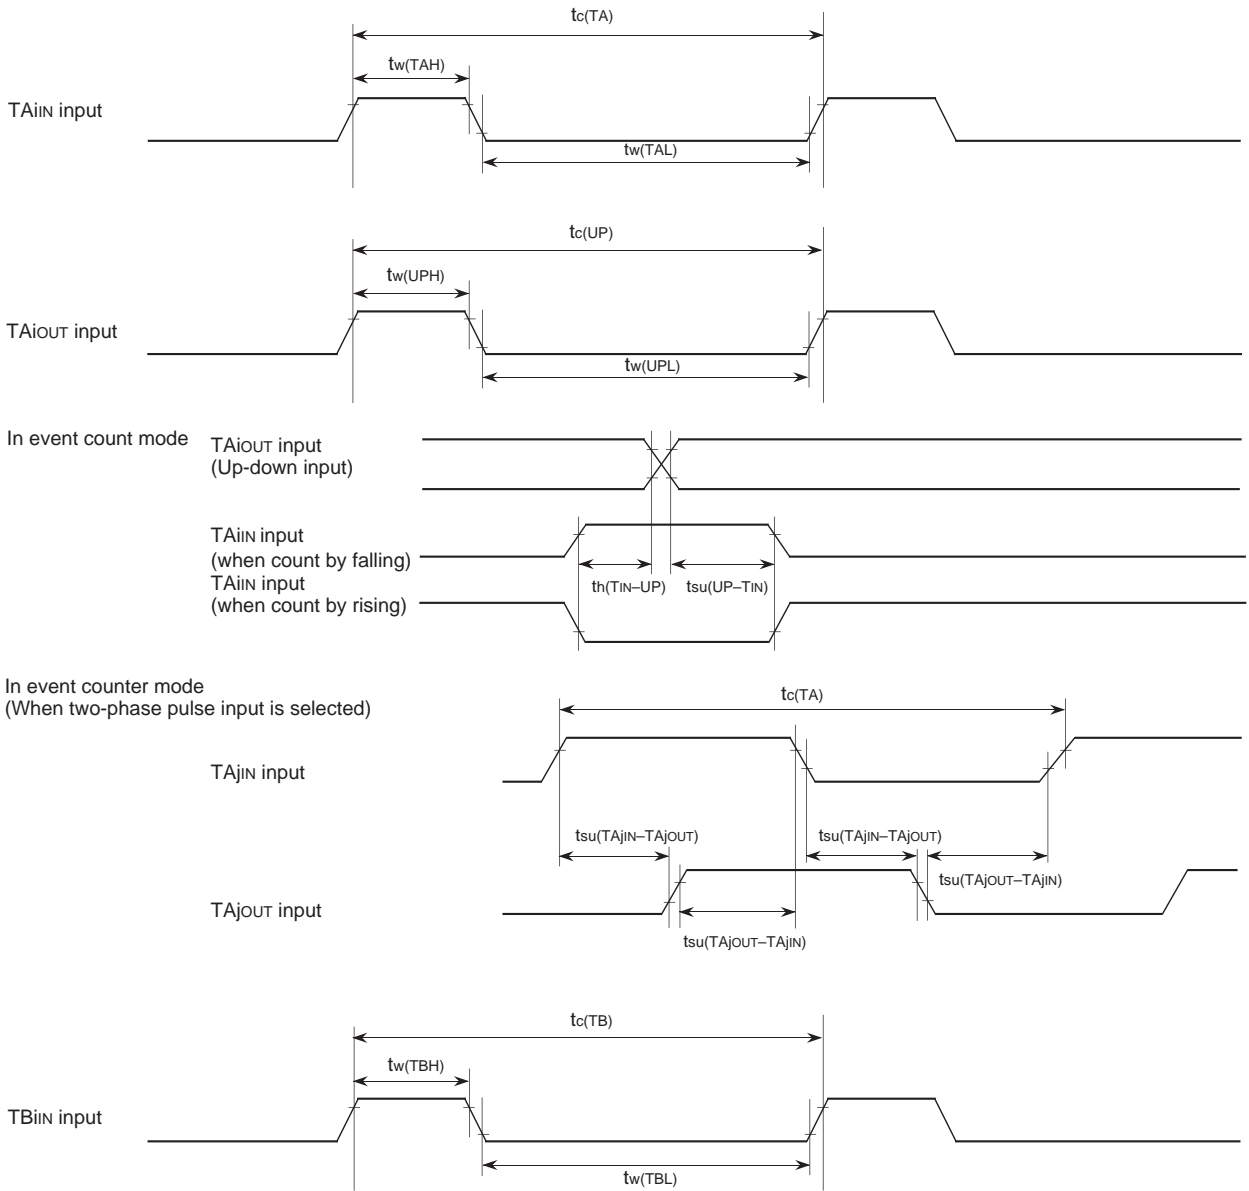 tc(TA)
tw(TAH)
TAiIN input
tw(TAL)
tc(UP)
tw(UPH)
TAiOUT input
tw(UPL)
In event count mode
TAiOUT input
(Up-down input)
TAiIN input
(when count by falling)
th(TIN–UP)
tsu(UP–TIN)
TAiIN input
(when count by rising)
In event counter mode
(When two-phase pulse input is selected)
tc(TA)
TAjIN input
tsu(TAjIN–TAjOUT)
tsu(TAjIN–TAjOUT)
tsu(TAjOUT–TAjIN)
TAjOUT input
tsu(TAjOUT–TAjIN)
tc(TB)
tw(TBH)
TBiIN input
tw(TBL)